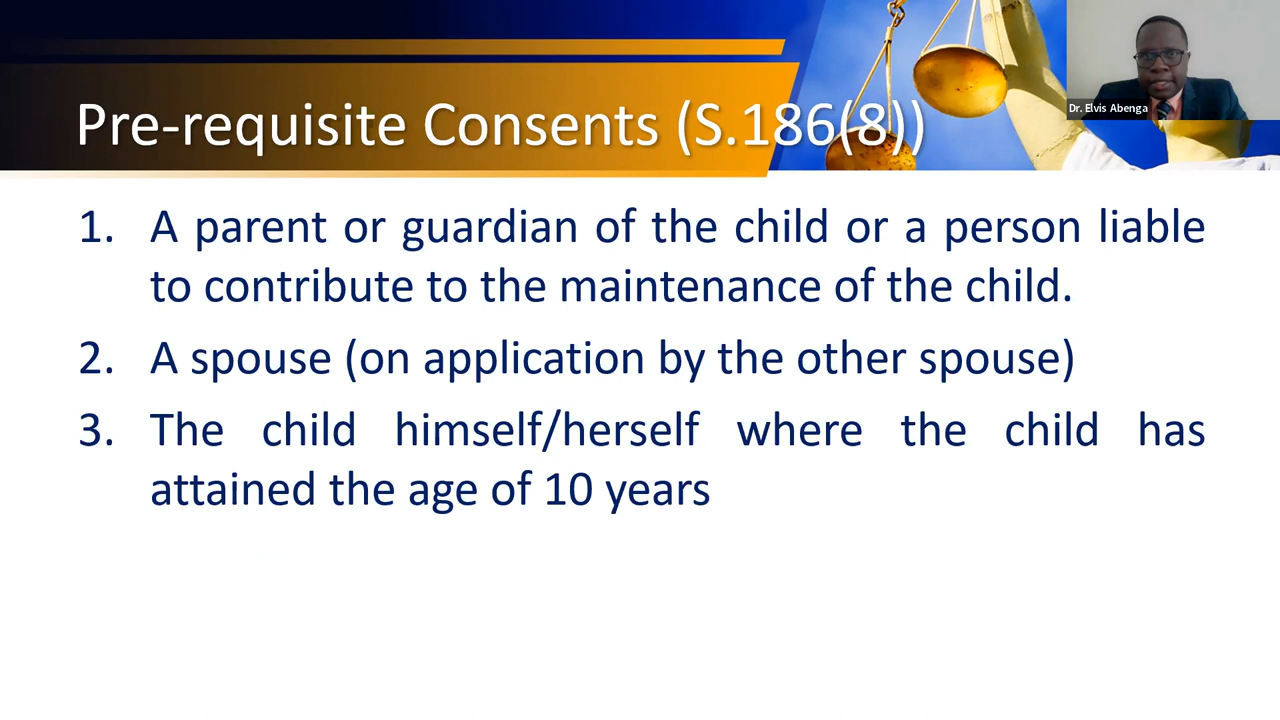 Pre-requisite Consents (S.186(8))
Dr. Elvis Abenga
1. A parent or guardian of the child or a person liable
to contribute to the maintenance of the child.
2. A spouse (on application by the other spouse)
3. The child himself/herself where the child has
attained the age of 10 years